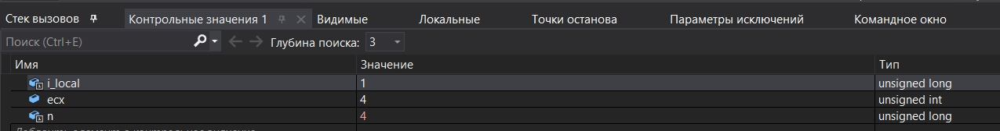 Стек вызовов Контрольные значения 1 Видимые Локальные Точки останова Параметры исключений Командное окно
Поиск (Ctrl+E) Глубина поиска: 3
Имя Значение Тип
i_local 1 unsigned long
ecx 4 unsigned int
n 4 unsigned long